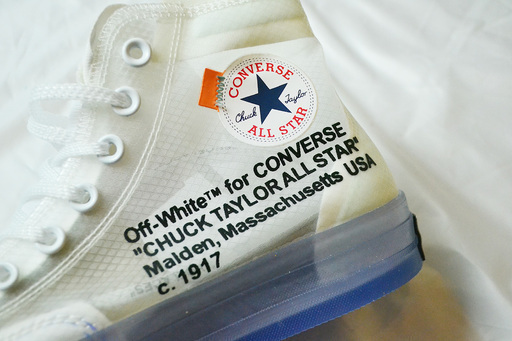 CONVERSE
Chuck Taylor
ALL STAR
Off-White™ for CONVERSE
"CHUCK TAYLOR ALL STAR"
Malden, Massachusetts USA
c. 1917